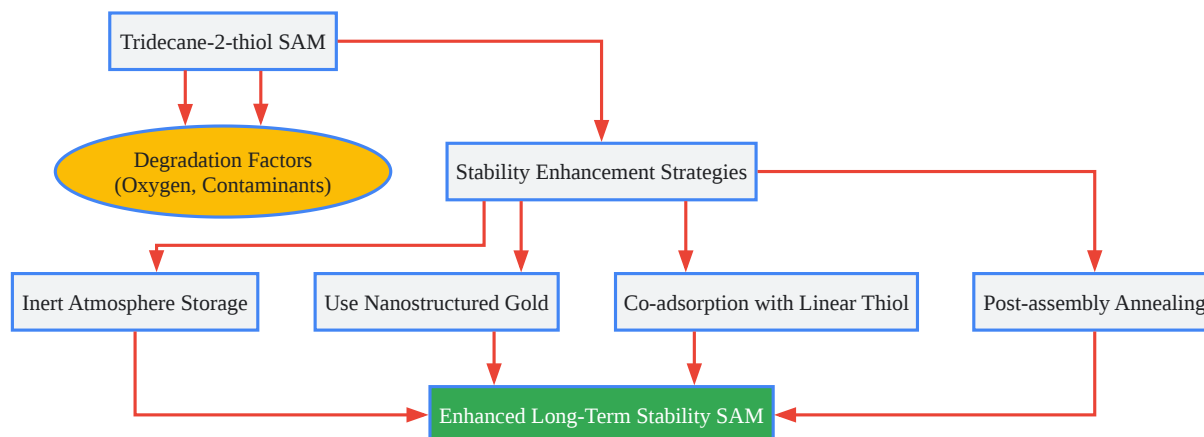 Tridecane-2-thiol SAM
Degradation Factors
(Oxygen, Contaminants)
Stability Enhancement Strategies
Inert Atmosphere Storage
Use Nanostructured Gold
Co-adsorption with Linear Thiol
Post-assembly Annealing
Enhanced Long-Term Stability SAM